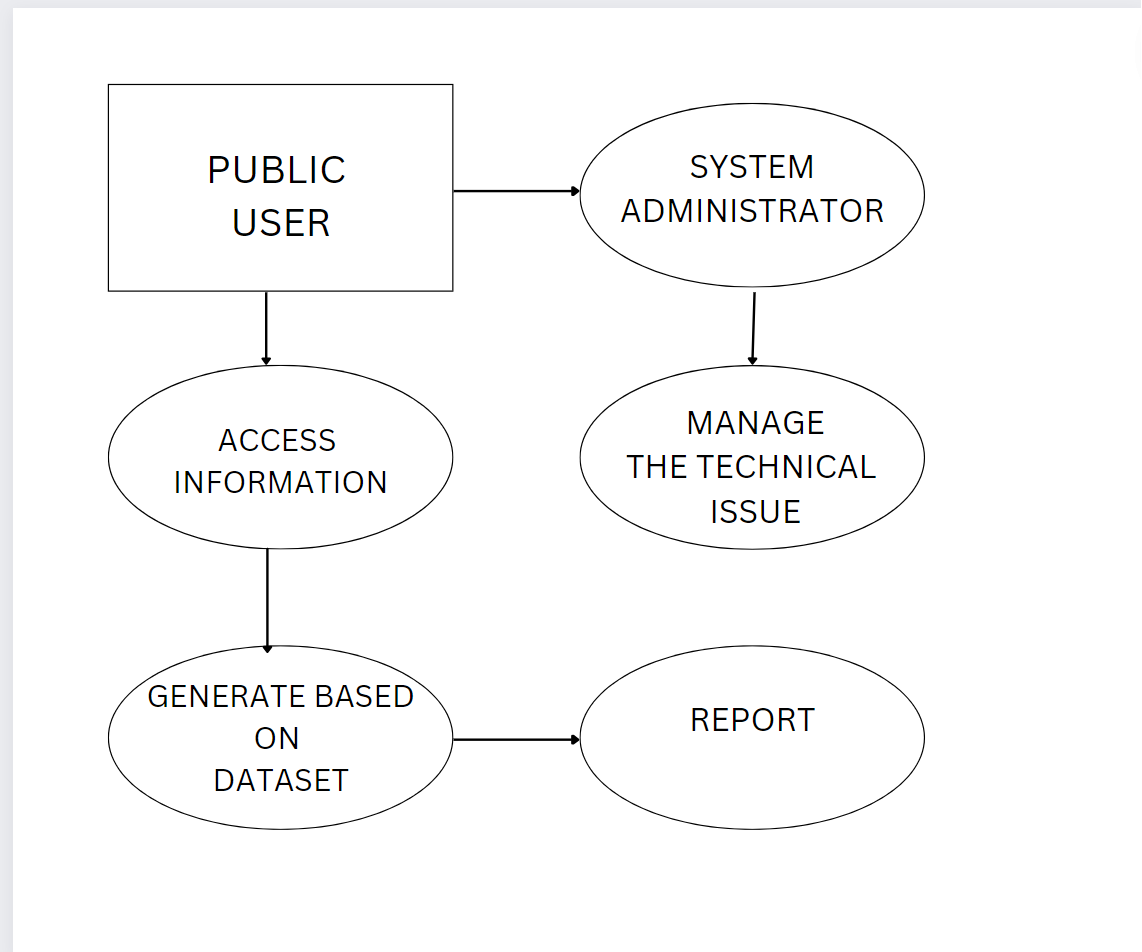 PUBLIC
USER
SYSTEM
ADMINISTRATOR
ACCESS
INFORMATION
MANAGE
THE TECHNICAL
ISSUE
GENERATE BASED
ON
DATASET
REPORT